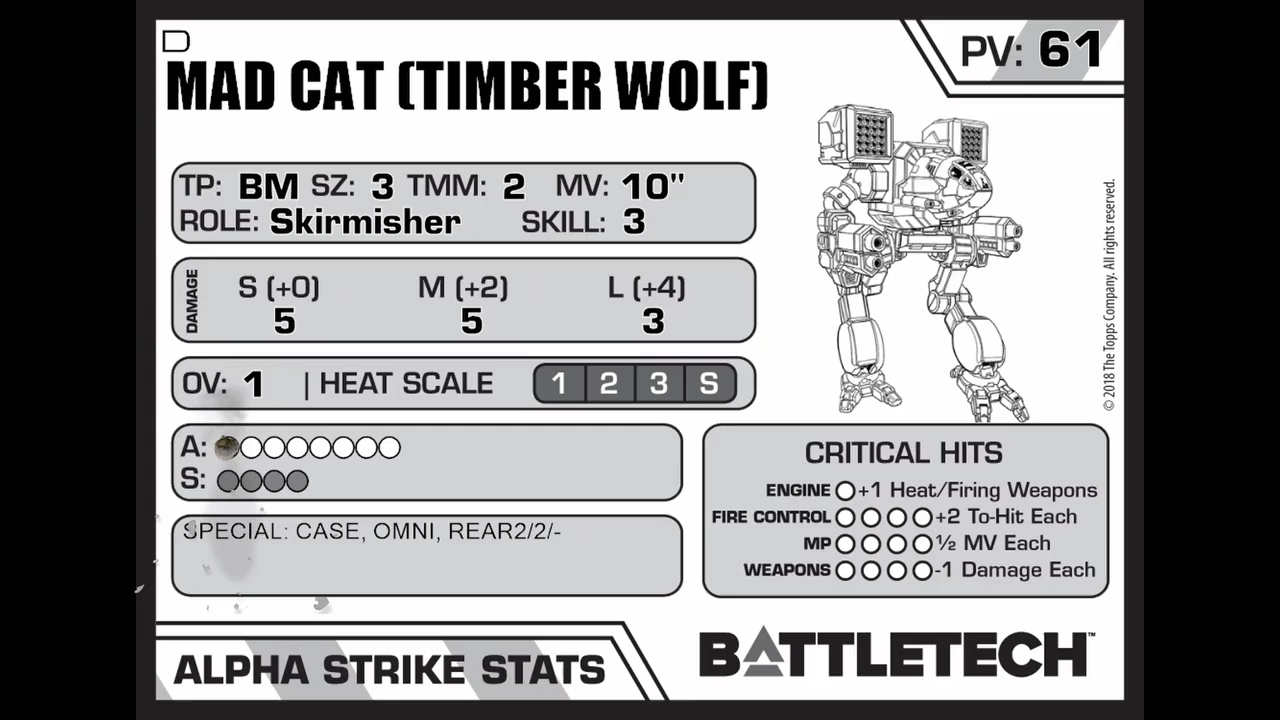 D
MAD CAT (TIMBER WOLF)
PV: 61
TP: BM SZ: 3 TMM: 2 MV: 10"
ROLE: Skirmisher SKILL: 3
DAMAGE
S (+0) M (+2) L (+4)
5 5 3
OV: 1 | HEAT SCALE 1 2 3 S
A:
S:
SPECIAL: CASE, OMNI, REAR2/2/-
© 2018 The Topps Company. All rights reserved.
CRITICAL HITS
ENGINE +1 Heat/Firing Weapons
FIRE CONTROL +2 To-Hit Each
MP ½ MV Each
WEAPONS -1 Damage Each
ALPHA STRIKE STATS
BATTLETECH™